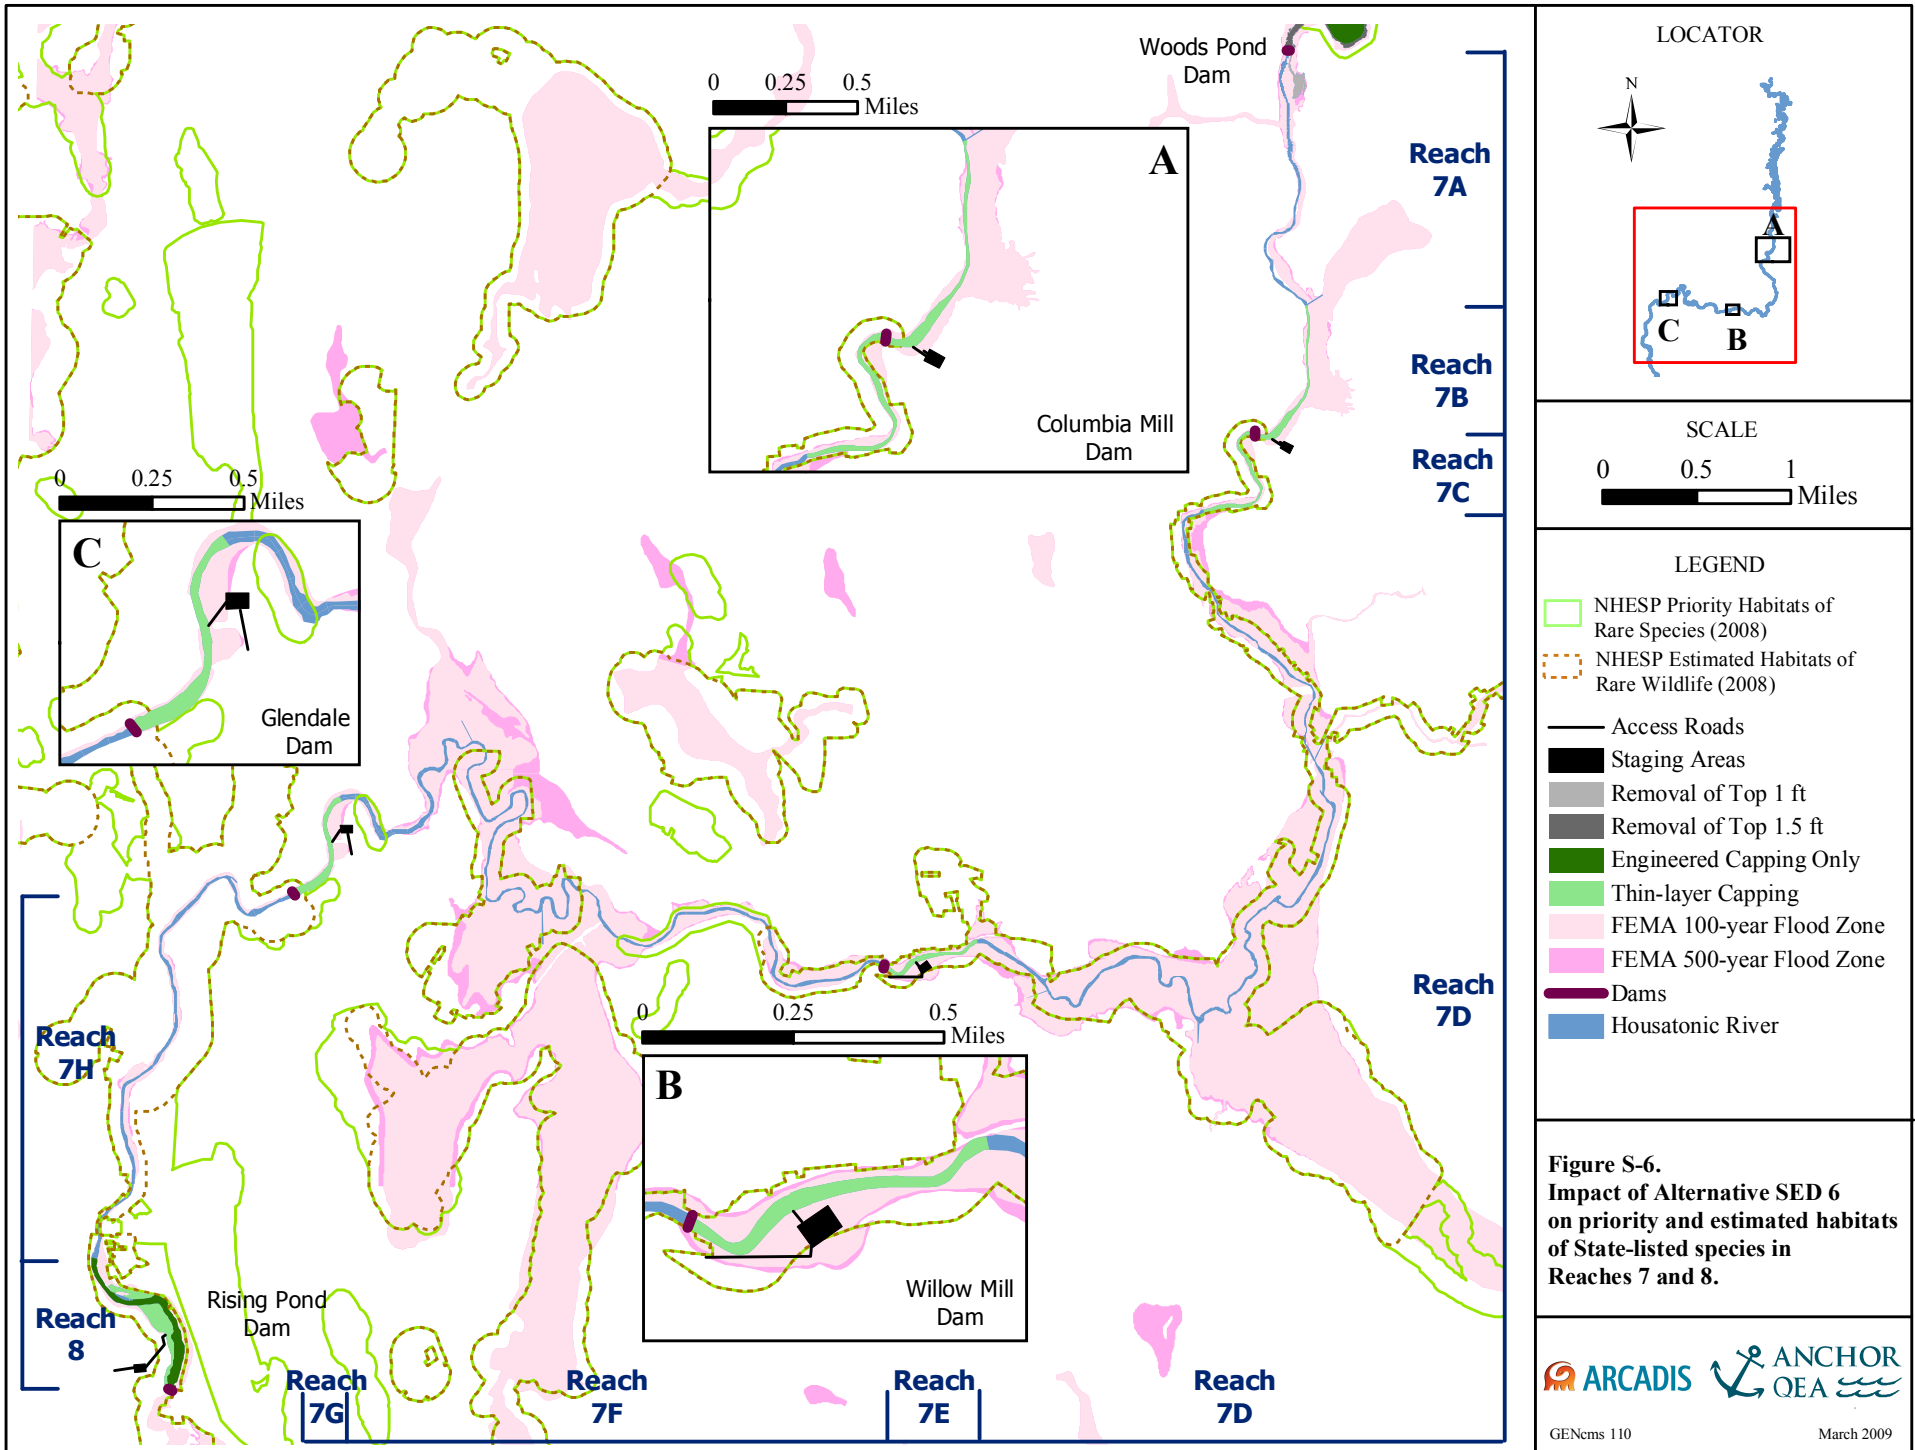 Woods Pond
Dam
0 0.25 0.5
Miles
A
Columbia Mill
Dam
Reach
7A
Reach
7B
Reach
7C
0 0.25 0.5
Miles
C
Glendale
Dam
Reach
7D
0 0.25 0.5
Miles
B
Willow Mill
Dam
Reach
7H
Reach
8
Rising Pond
Dam
Reach
7G
Reach
7F
Reach
7E
Reach
7D
LOCATOR
N
A
C
B
SCALE
0 0.5 1
Miles
LEGEND
NHESP Priority Habitats of
Rare Species (2008)
NHESP Estimated Habitats of
Rare Wildlife (2008)
Access Roads
Staging Areas
Removal of Top 1 ft
Removal of Top 1.5 ft
Engineered Capping Only
Thin-layer Capping
FEMA 100-year Flood Zone
FEMA 500-year Flood Zone
Dams
Housatonic River
Figure S-6.
Impact of Alternative SED 6
on priority and estimated habitats
of State-listed species in
Reaches 7 and 8.
ARCADIS
ANCHOR
QEA
GENcms 110
March 2009